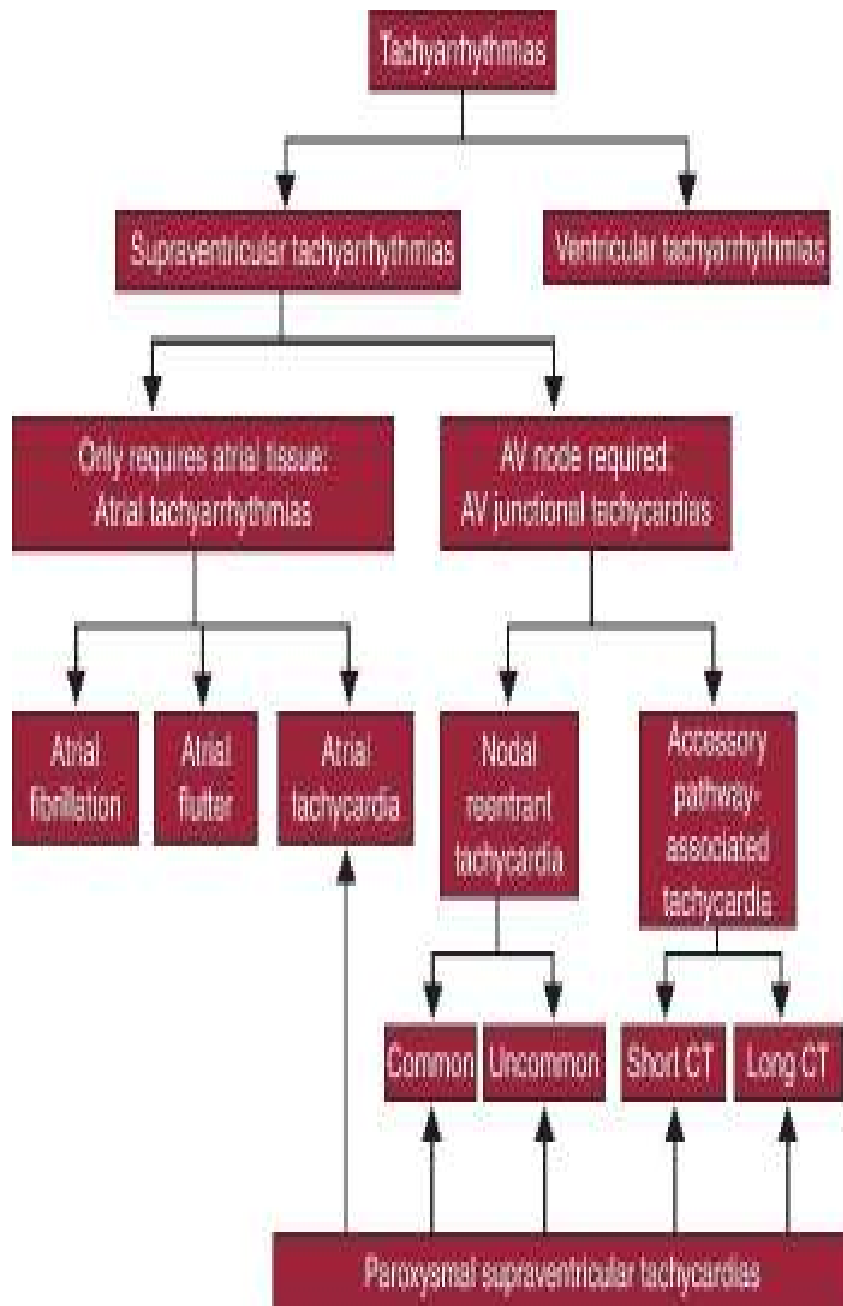 Tachyarrhythmias
Supraventricular tachyarrhythmias
Ventricular tachyarrhythmias
Only requires atrial tissue:
Atrial tachyarrhythmias
AV node required:
AV junctional tachycardias
Atrial
fibrillation
Atrial
flutter
Atrial
tachycardia
Nodal
reentrant
tachycardia
Accessory
pathway-
associated
tachycardia
Common
Uncommon
Short CT
Long CT
Paroxysmal supraventricular tachycardias